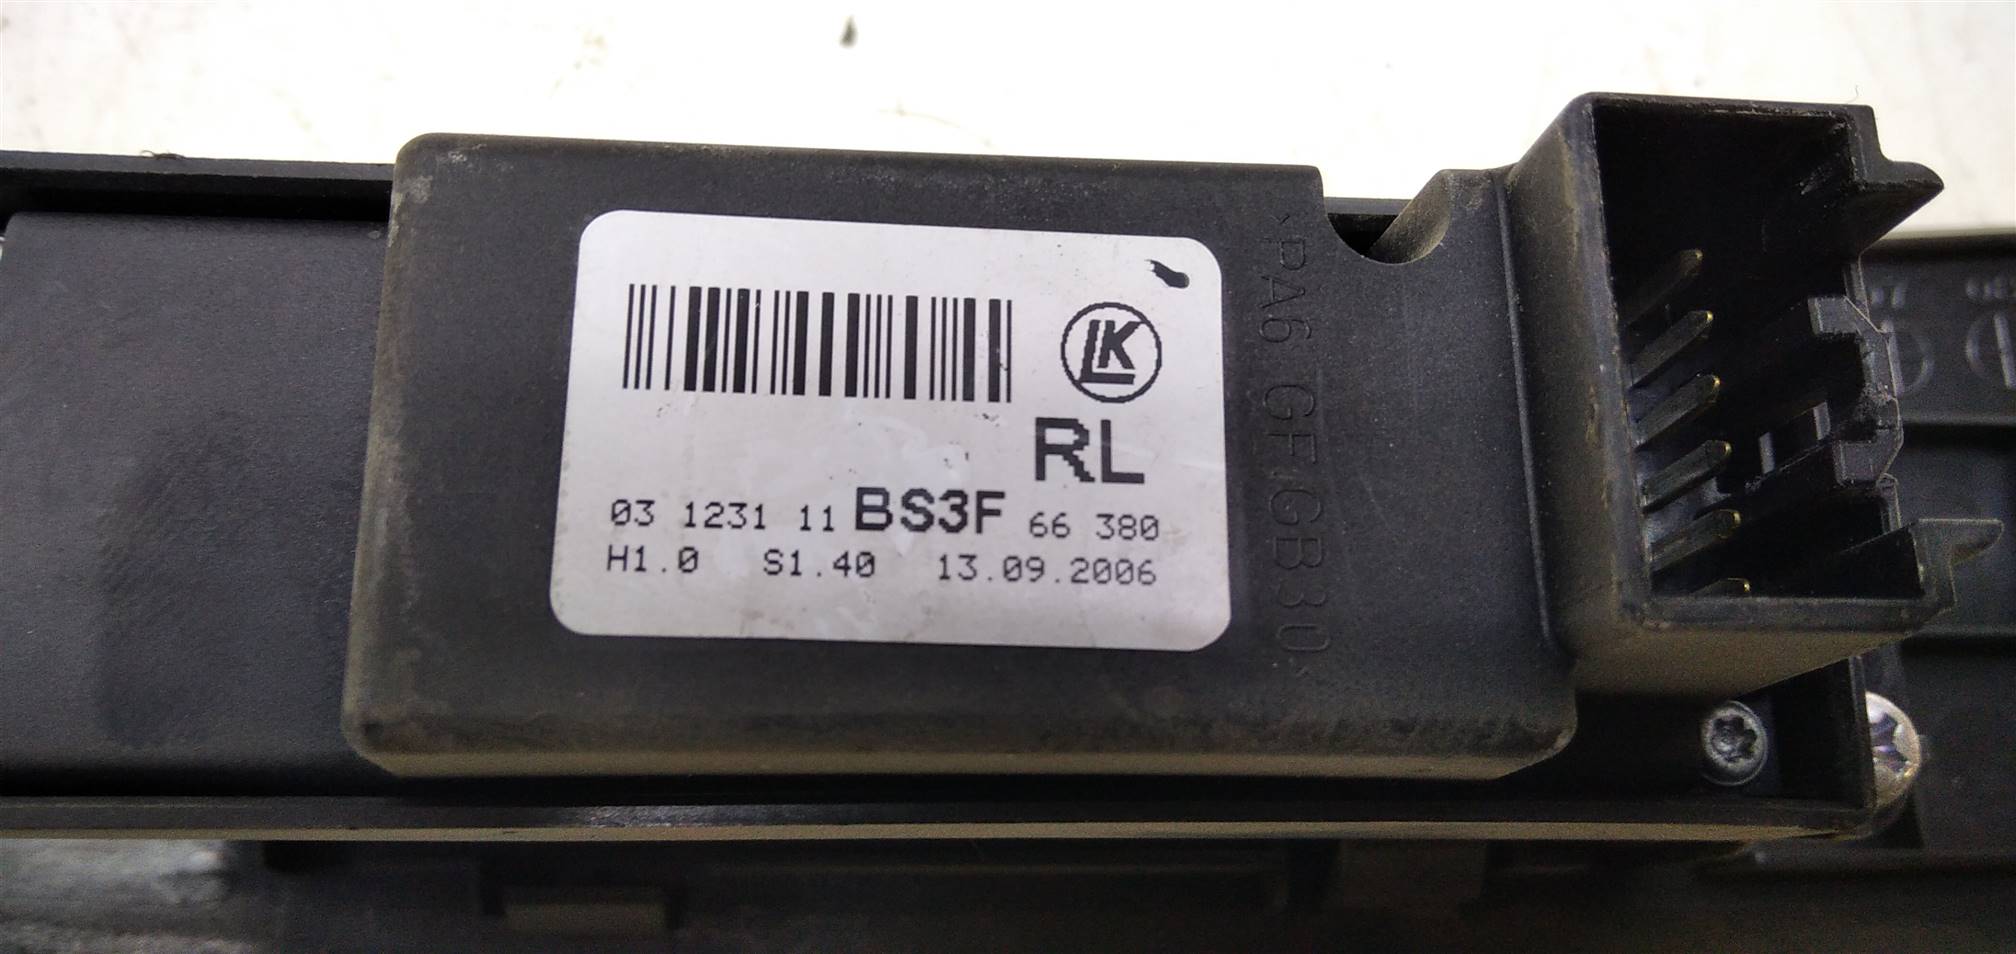 LK
RL
03 1231 11 BS3F 66 380
H1.0 S1.40 13.09.2006
>PA6 GF.GB30<